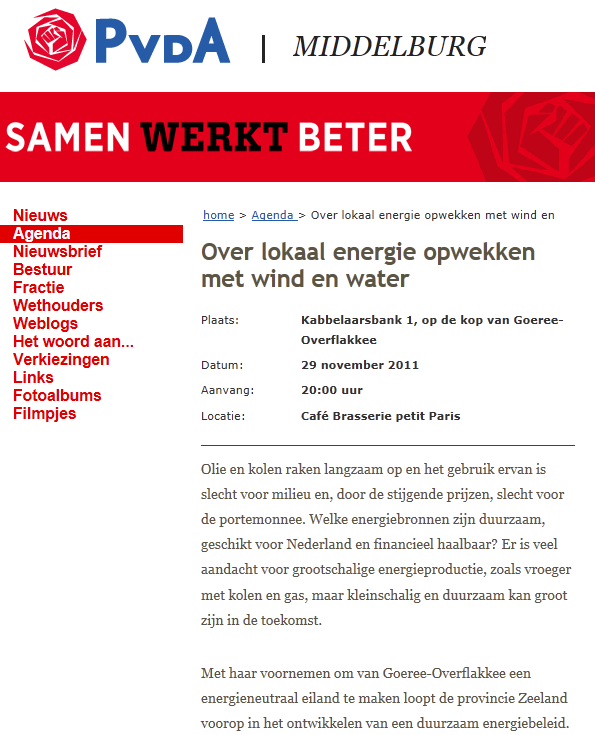 PvdA | MIDDELBURG
SAMEN WERKT BETER
Nieuws
Agenda
Nieuwsbrief
Bestuur
Fractie
Wethouders
Weblogs
Het woord aan...
Verkiezingen
Links
Fotoalbums
Filmpjes
home > Agenda > Over lokaal energie opwekken met wind en
Over lokaal energie opwekken
met wind en water
Plaats: Kabbelaarsbank 1, op de kop van Goeree-
Overflakkee
Datum: 29 november 2011
Aanvang: 20:00 uur
Locatie: Café Brasserie petit Paris
Olie en kolen raken langzaam op en het gebruik ervan is
slecht voor milieu en, door de stijgende prijzen, slecht voor
de portemonnee. Welke energiebronnen zijn duurzaam,
geschikt voor Nederland en financieel haalbaar? Er is veel
aandacht voor grootschalige energieproductie, zoals vroeger
met kolen en gas, maar kleinschalig en duurzaam kan groot
zijn in de toekomst.
Met haar voornemen om van Goeree-Overflakkee een
energieneutraal eiland te maken loopt de provincie Zeeland
voorop in het ontwikkelen van een duurzaam energiebeleid.